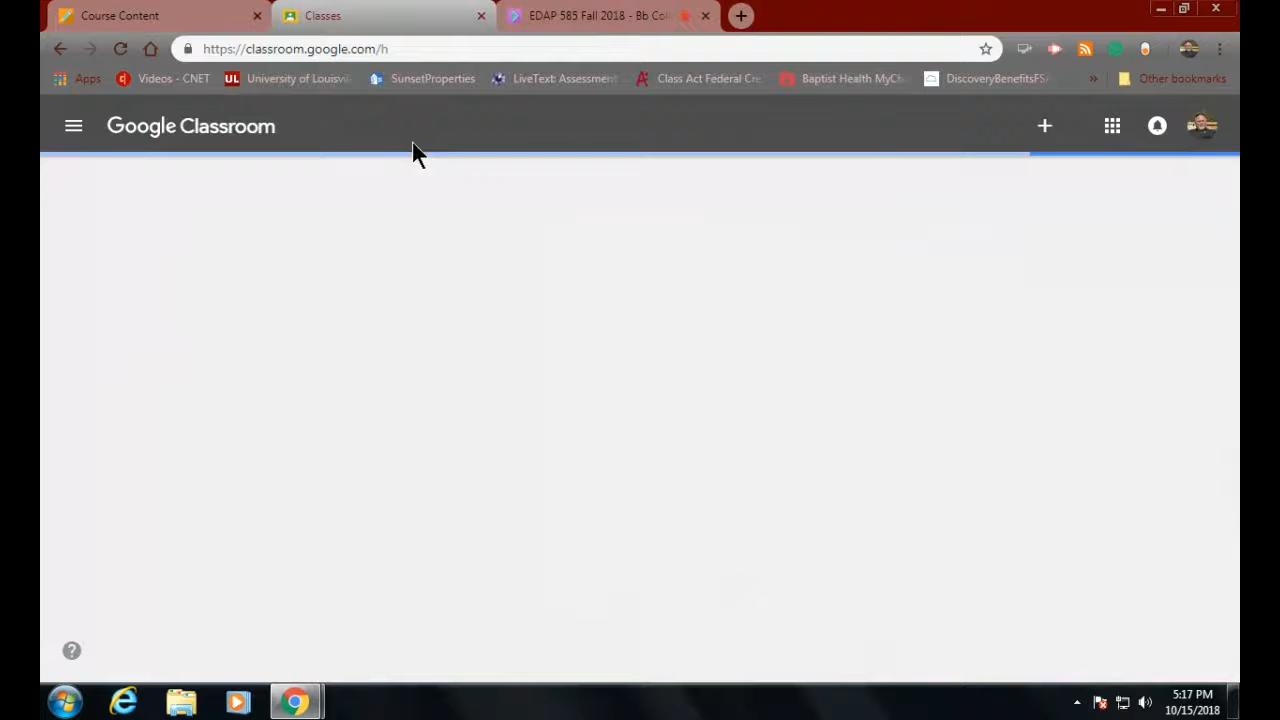 Course Content
Classes
EDAP 585 Fall 2018 - Bb Col
https://classroom.google.com/h
Apps
Videos - CNET
UL
University of Louisvi
SunsetProperties
LiveText: Assessment
Class Act Federal Cre
Baptist Health MyCh
DiscoveryBenefitsFS
»
Other bookmarks
Google Classroom
?
5:17 PM
10/15/2018